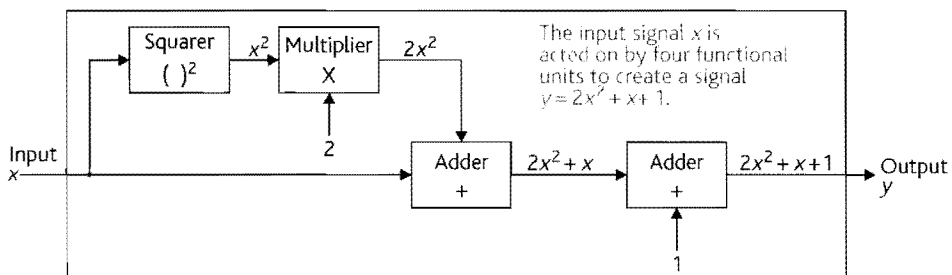 Squarer
( )²
x²
Multiplier
X
2x²
2
The input signal x is
acted on by four functional
units to create a signal
y = 2x² + x + 1.
Input
x
Adder
+
2x² + x
Adder
+
2x² + x + 1
1
Output
y